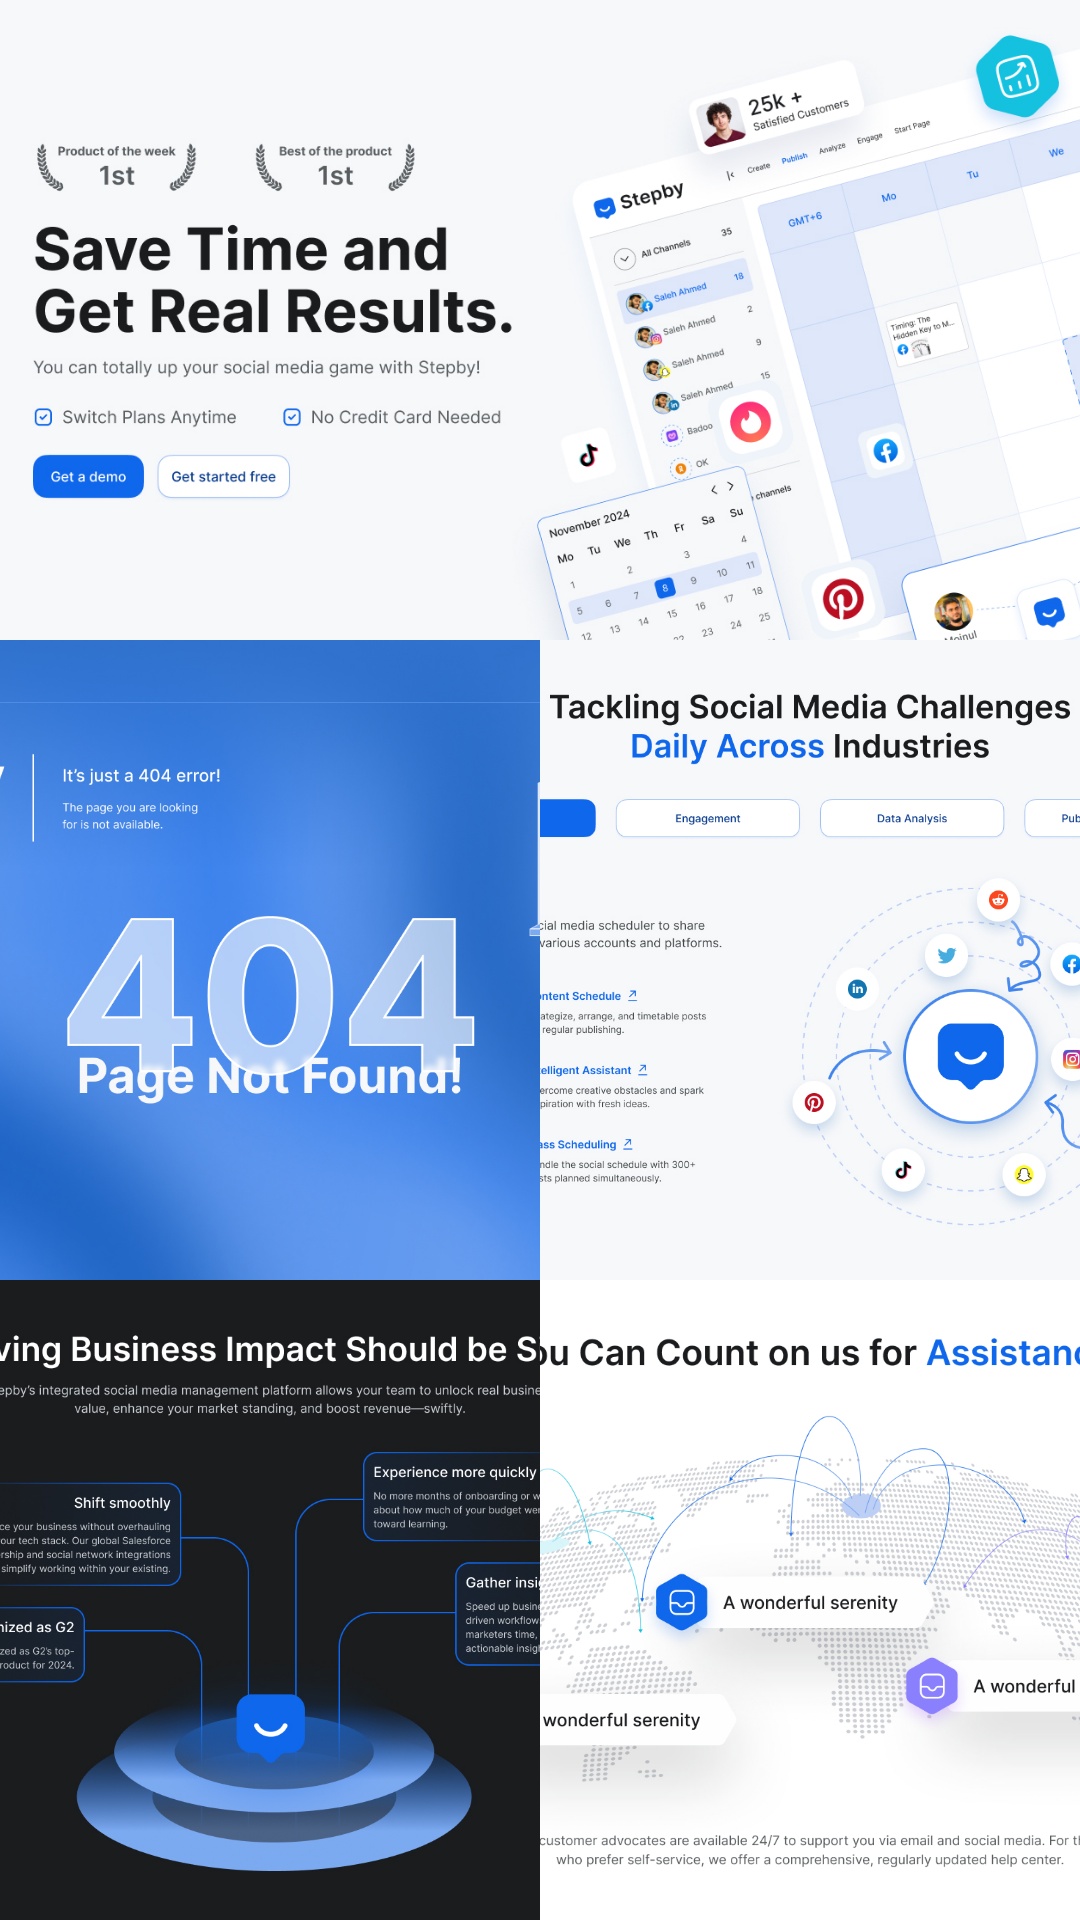 Product of the week
1st
Best of the product
1st
Save Time and
Get Real Results.
You can totally up your social media game with Stepby!
Switch Plans Anytime
No Credit Card Needed
Get a demo
Get started free
25k +
Satisfied Customers
Stepby
Create
Publish
Analyze
Engage
Start Page
All Channels
35
Saleh Ahmed
18
Saleh Ahmed
2
Saleh Ahmed
9
Saleh Ahmed
15
Badoo
OK
channels
GMT+6
Mo
Tu
We
Timing: The
Hidden Key to M...
November 2024
Mo Tu We Th Fr Sa Su
1 2 3 4
5 6 7 8 9 10 11
12 13 14 15 16 17 18
22 23 24 25
Moinul
It's just a 404 error!
The page you are looking
for is not available.
404
Page Not Found!
Tackling Social Media Challenges
Daily Across Industries
Engagement
Data Analysis
Pub
cial media scheduler to share
various accounts and platforms.
ontent Schedule
ategize, arrange, and timetable posts
regular publishing.
telligent Assistant
ercome creative obstacles and spark
piration with fresh ideas.
ass Scheduling
ndle the social schedule with 300+
sts planned simultaneously.
ving Business Impact Should be S
epby's integrated social media management platform allows your team to unlock real busine
value, enhance your market standing, and boost revenue—swiftly.
Experience more quickly
No more months of onboarding or w
about how much of your budget wen
toward learning.
Shift smoothly
ce your business without overhauling
our tech stack. Our global Salesforce
rship and social network integrations
simplify working within your existing.
Gather insig
Speed up busin
driven workflow
marketers time,
actionable insigh
nized as G2
zed as G2's top-
roduct for 2024.
ou Can Count on us for Assistanc
A wonderful serenity
A wonderful
wonderful serenity
customer advocates are available 24/7 to support you via email and social media. For th
who prefer self-service, we offer a comprehensive, regularly updated help center.